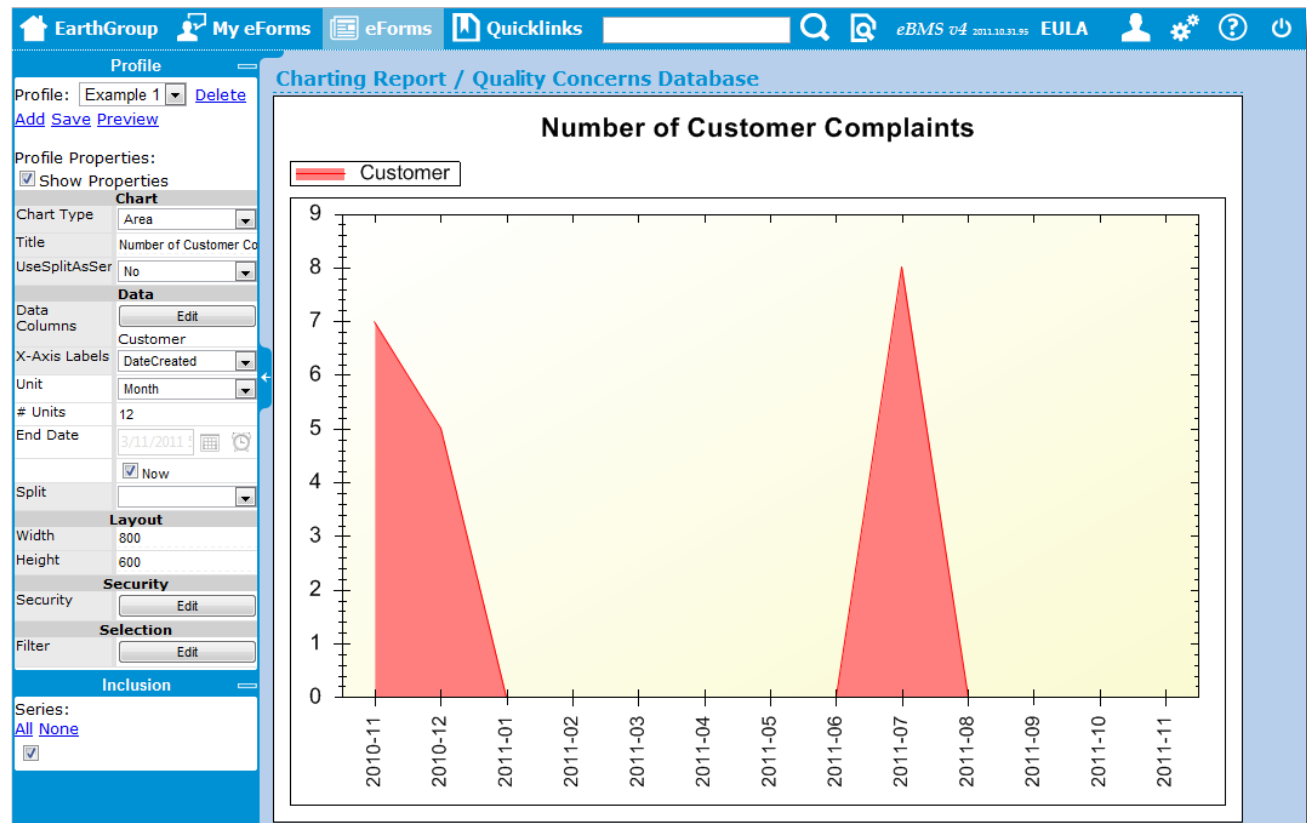 EarthGroup My eForms eForms Quicklinks eBMS v4 2011.10.31.95 EULA
Profile
Profile: Example 1 Delete
Add Save Preview
Profile Properties:
Show Properties
Chart
Chart Type Area
Title Number of Customer Co
UseSplitAsSer No
Data
Data Columns Edit
Customer
X-Axis Labels DateCreated
Unit Month
# Units 12
End Date 3/11/2011 5
Now
Split
Layout
Width 800
Height 600
Security
Security Edit
Selection
Filter Edit
Inclusion
Series:
All None
Charting Report / Quality Concerns Database
Number of Customer Complaints
Customer
9
8
7
6
5
4
3
2
1
0
2010-11
2010-12
2011-01
2011-02
2011-03
2011-04
2011-05
2011-06
2011-07
2011-08
2011-09
2011-10
2011-11